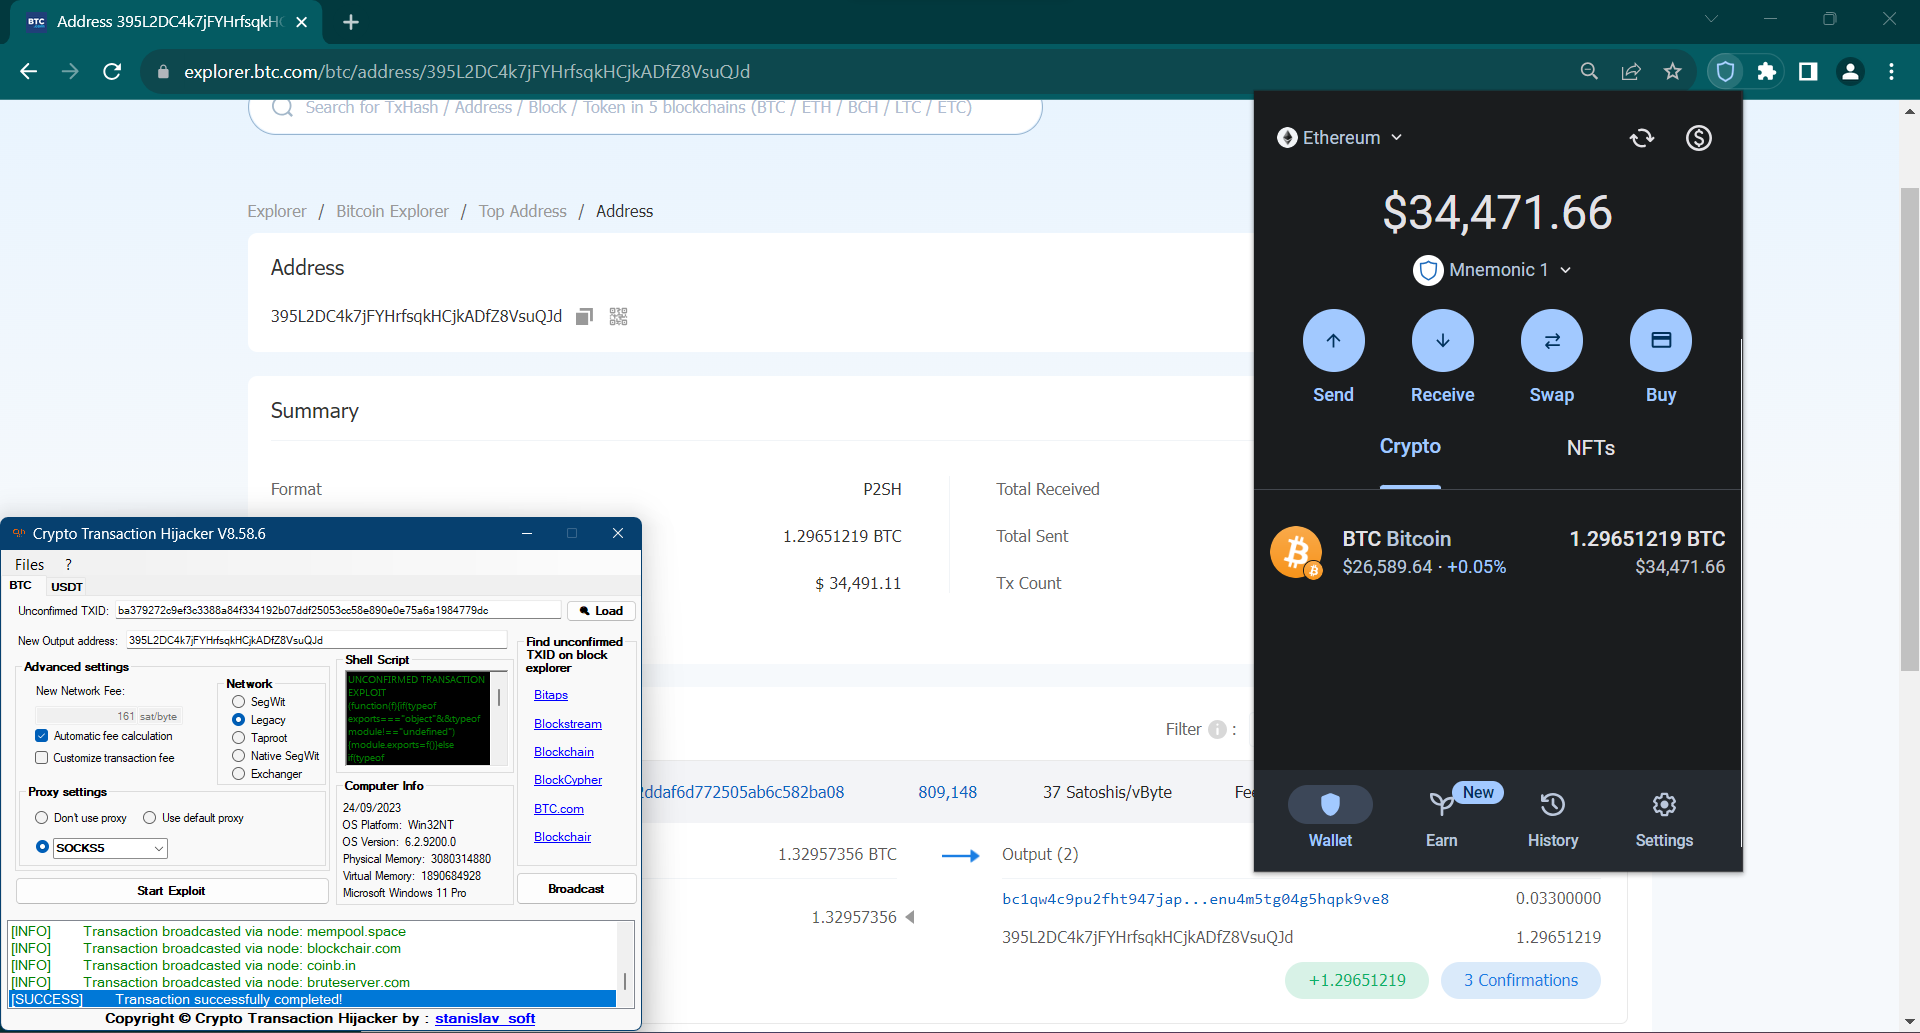 Address 395L2DC4k7jFYHrfsqkHC
explorer.btc.com/btc/address/395L2DC4k7jFYHrfsqkHCjkADfZ8VsuQJd
Search for TxHash / Address / Block / Token in 5 blockchains (BTC / ETH / BCH / LTC / ETC)
Explorer / Bitcoin Explorer / Top Address / Address
Address
395L2DC4k7jFYHrfsqkHCjkADfZ8VsuQJd
Summary
Format P2SH Total Received
1.29651219 BTC Total Sent
$ 34,491.11 Tx Count
Filter i :
ddaf6d772505ab6c582ba08 809,148 37 Satoshis/vByte Fee
1.32957356 BTC Output (2)
bc1qw4c9pu2fht947jap...enu4m5tg04g5hqpk9ve8 0.03300000
1.32957356
395L2DC4k7jFYHrfsqkHCjkADfZ8VsuQJd 1.29651219
+1.29651219 3 Confirmations
Ethereum
$34,471.66
Mnemonic 1
Send Receive Swap Buy
Crypto NFTs
BTC Bitcoin 1.29651219 BTC
$26,589.64 · +0.05% $34,471.66
New
Wallet Earn History Settings
Crypto Transaction Hijacker V8.58.6
Files ?
BTC USDT
Unconfirmed TXID: ba379272c9ef3c3388a84f334192b07ddf25053cc58e890e0e75a6a1984779dc Load
New Output address: 395L2DC4k7jFYHrfsqkHCjkADfZ8VsuQJd
Advanced settings
New Network Fee:
161 sat/byte
Automatic fee calculation
Customize transaction fee
Network
SegWit
Legacy
Taproot
Native SegWit
Exchanger
Proxy settings
Don't use proxy Use default proxy
SOCKS5
Start Exploit
Shell Script
UNCONFIRMED TRANSACTION
EXPLOIT
(function(f){if(typeof
exports==="object"&&typeof
module!=="undefined")
{module.exports=f()}else
if(typeof
Computer Info
24/09/2023
OS Platform: Win32NT
OS Version: 6.2.9200.0
Physical Memory: 3080314880
Virtual Memory: 1890684928
Microsoft Windows 11 Pro
Find unconfirmed
TXID on block
explorer
Bitaps
Blockstream
Blockchain
BlockCypher
BTC.com
Blockchair
Broadcast
[INFO] Transaction broadcasted via node: mempool.space
[INFO] Transaction broadcasted via node: blockchair.com
[INFO] Transaction broadcasted via node: coinb.in
[INFO] Transaction broadcasted via node: bruteserver.com
[SUCCESS] Transaction successfully completed!
Copyright © Crypto Transaction Hijacker by : stanislav_soft